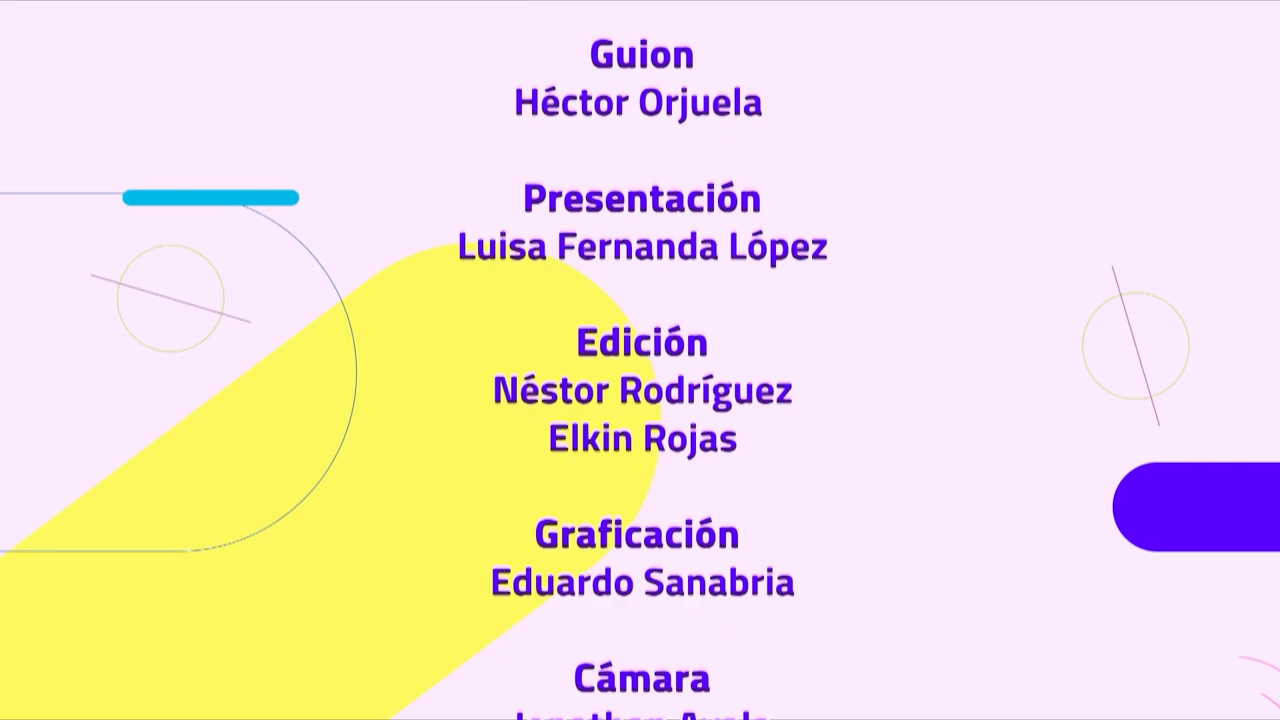 Guion
Héctor Orjuela
Presentación
Luisa Fernanda López
Edición
Néstor Rodríguez
Elkin Rojas
Graficación
Eduardo Sanabria
Cámara